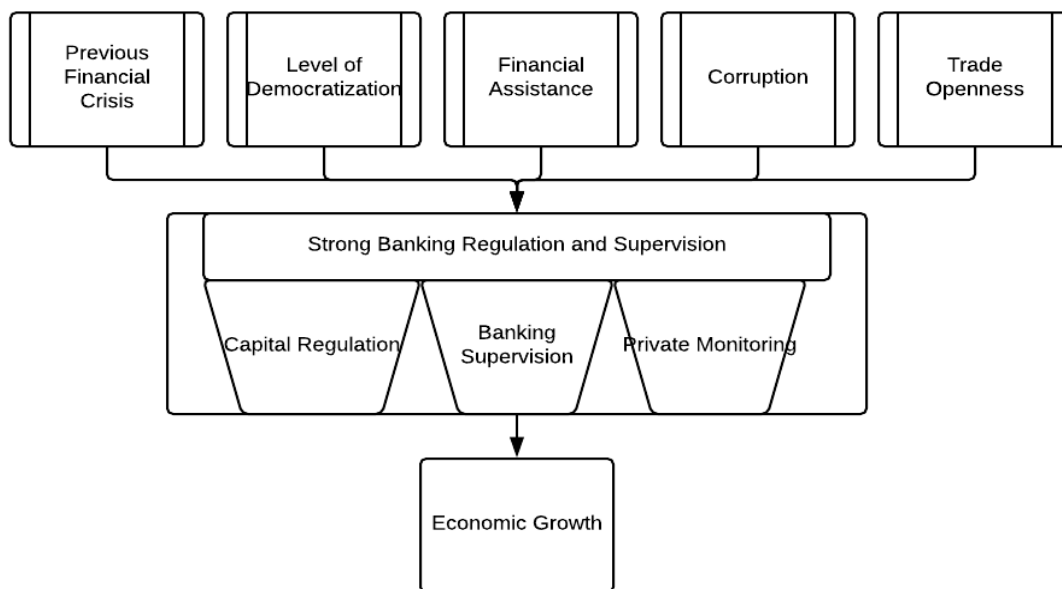 Previous
Financial
Crisis
Level of
Democratization
Financial
Assistance
Corruption
Trade
Openness
Strong Banking Regulation and Supervision
Capital Regulation
Banking
Supervision
Private Monitoring
Economic Growth